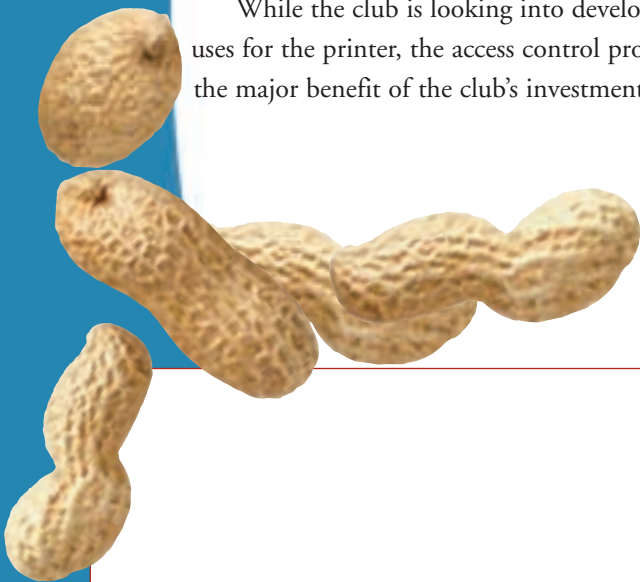 While the club is looking into develo
uses for the printer, the access control pro
the major benefit of the club’s investment